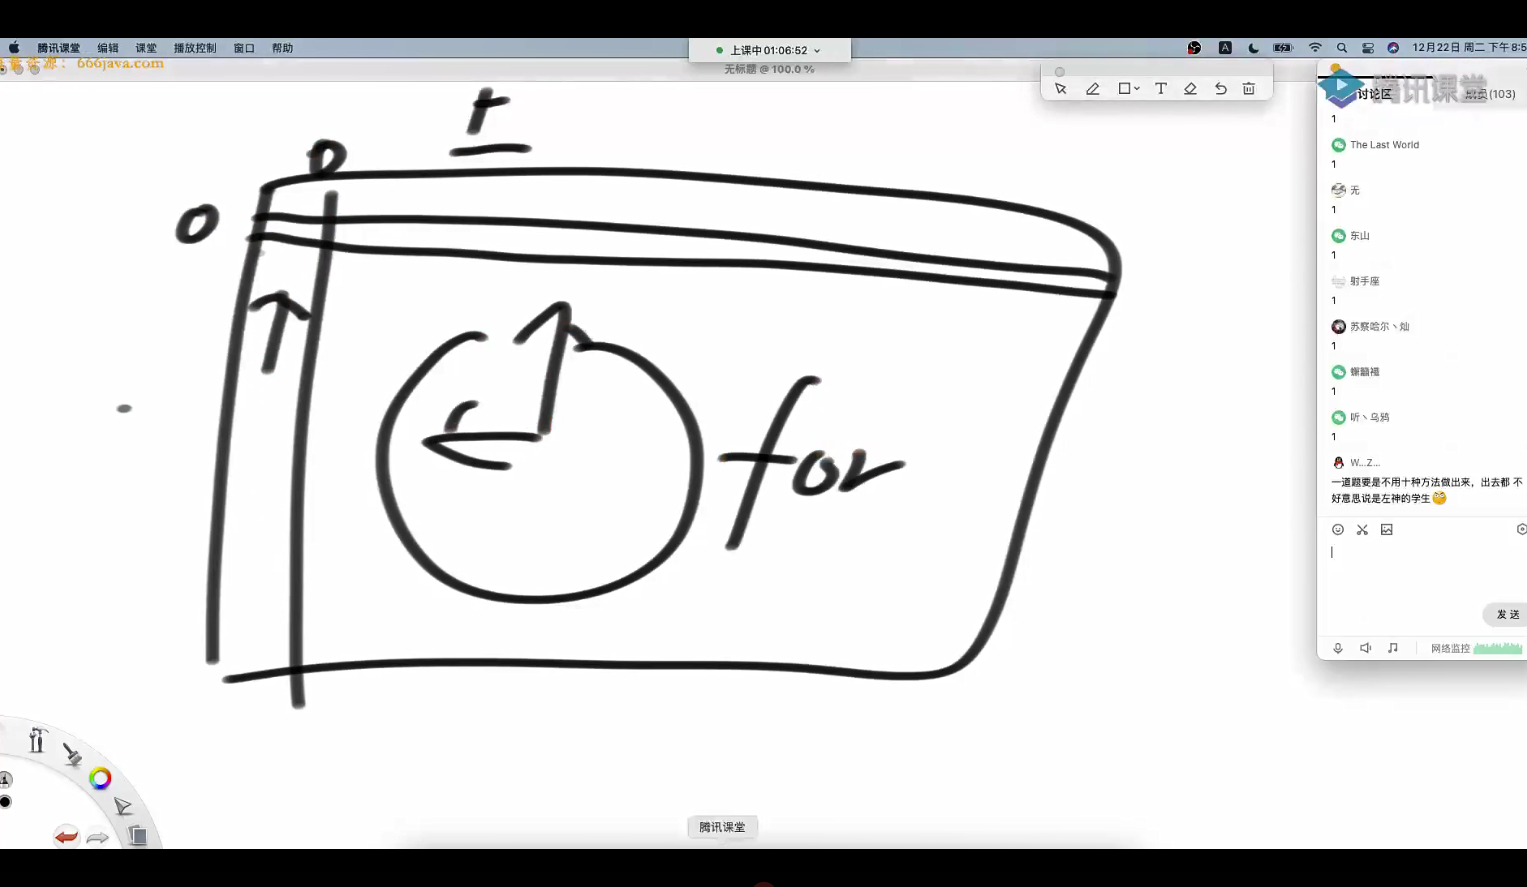 腾讯课堂 编辑 课堂 播放控制 窗口 帮助
上课中 01:06:52
12月22日 周二 下午8:5
源：666java.com
无标题 @ 100.0 %
T
腾讯课堂
讨论区 成员(103)
1
The Last World
1
无
1
东山
1
射手座
1
苏察哈尔丶灿
1
1
听丶乌鸦
1
W...Z...
一道题要是不用十种方法做出来，出去都 不
好意思说是左神的学生
发 送
网络监控
t
0
0
for
腾讯课堂